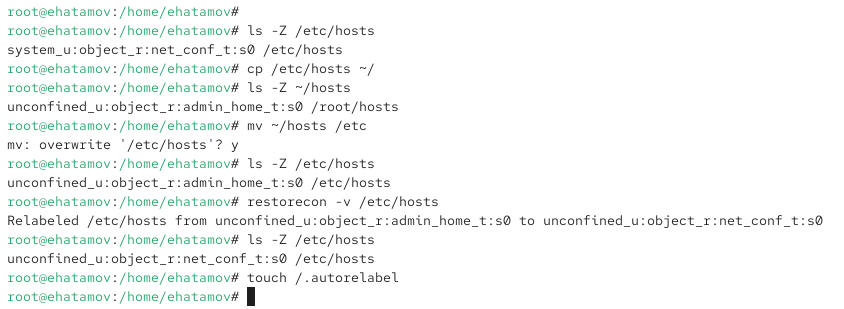 root@ehatamov:/home/ehatamov#
root@ehatamov:/home/ehatamov# ls -Z /etc/hosts
system_u:object_r:net_conf_t:s0 /etc/hosts
root@ehatamov:/home/ehatamov# cp /etc/hosts ~/
root@ehatamov:/home/ehatamov# ls -Z ~/hosts
unconfined_u:object_r:admin_home_t:s0 /root/hosts
root@ehatamov:/home/ehatamov# mv ~/hosts /etc
mv: overwrite '/etc/hosts'? y
root@ehatamov:/home/ehatamov# ls -Z /etc/hosts
unconfined_u:object_r:admin_home_t:s0 /etc/hosts
root@ehatamov:/home/ehatamov# restorecon -v /etc/hosts
Relabeled /etc/hosts from unconfined_u:object_r:admin_home_t:s0 to unconfined_u:object_r:net_conf_t:s0
root@ehatamov:/home/ehatamov# ls -Z /etc/hosts
unconfined_u:object_r:net_conf_t:s0 /etc/hosts
root@ehatamov:/home/ehatamov# touch /.autorelabel
root@ehatamov:/home/ehatamov#